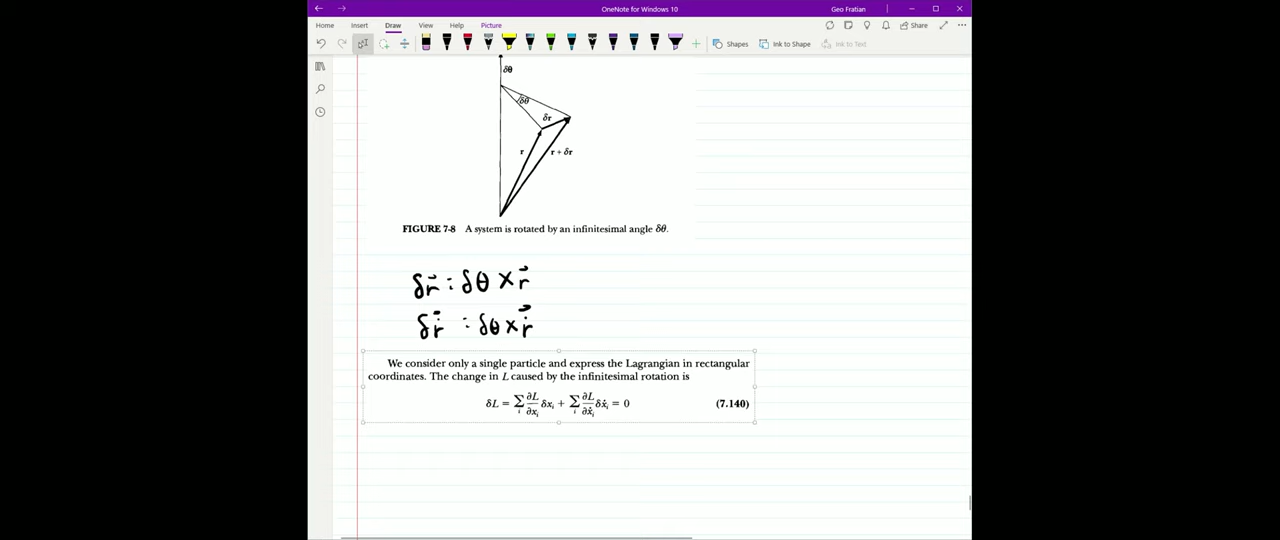 OneNote for Windows 10
Geo Fratian
Home Insert Draw View Help Picture
Share
Shapes Ink to Shape Ink to Text
δθ
δθ
δr
r
r + δr
FIGURE 7-8 A system is rotated by an infinitesimal angle δθ.
δr⃗ = δθ × r⃗
δṙ⃗ = δθ × ṙ⃗
We consider only a single particle and express the Lagrangian in rectangular
coordinates. The change in L caused by the infinitesimal rotation is
δL = ∑_i ∂L/∂x_i δx_i + ∑_i ∂L/∂ẋ_i δẋ_i = 0 (7.140)